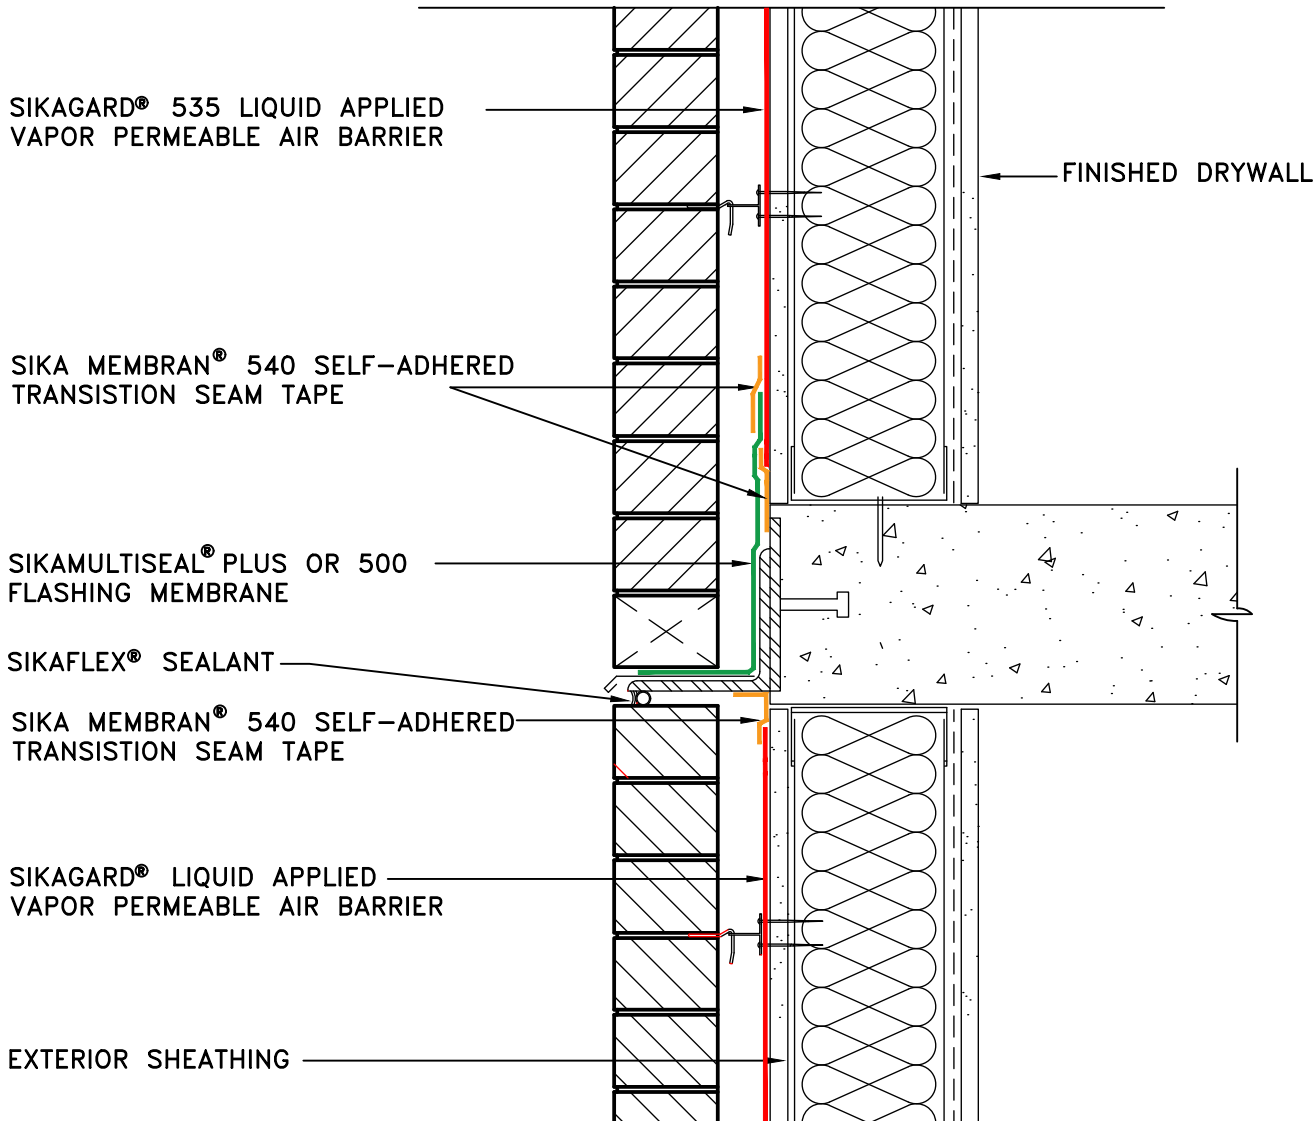 SIKAGARD® 535 LIQUID APPLIED
VAPOR PERMEABLE AIR BARRIER
FINISHED DRYWALL
SIKA MEMBRAN® 540 SELF-ADHERED
TRANSISTION SEAM TAPE
SIKAMULTISEAL® PLUS OR 500
FLASHING MEMBRANE
SIKAFLEX® SEALANT
SIKA MEMBRAN® 540 SELF-ADHERED
TRANSISTION SEAM TAPE
SIKAGARD® LIQUID APPLIED
VAPOR PERMEABLE AIR BARRIER
EXTERIOR SHEATHING